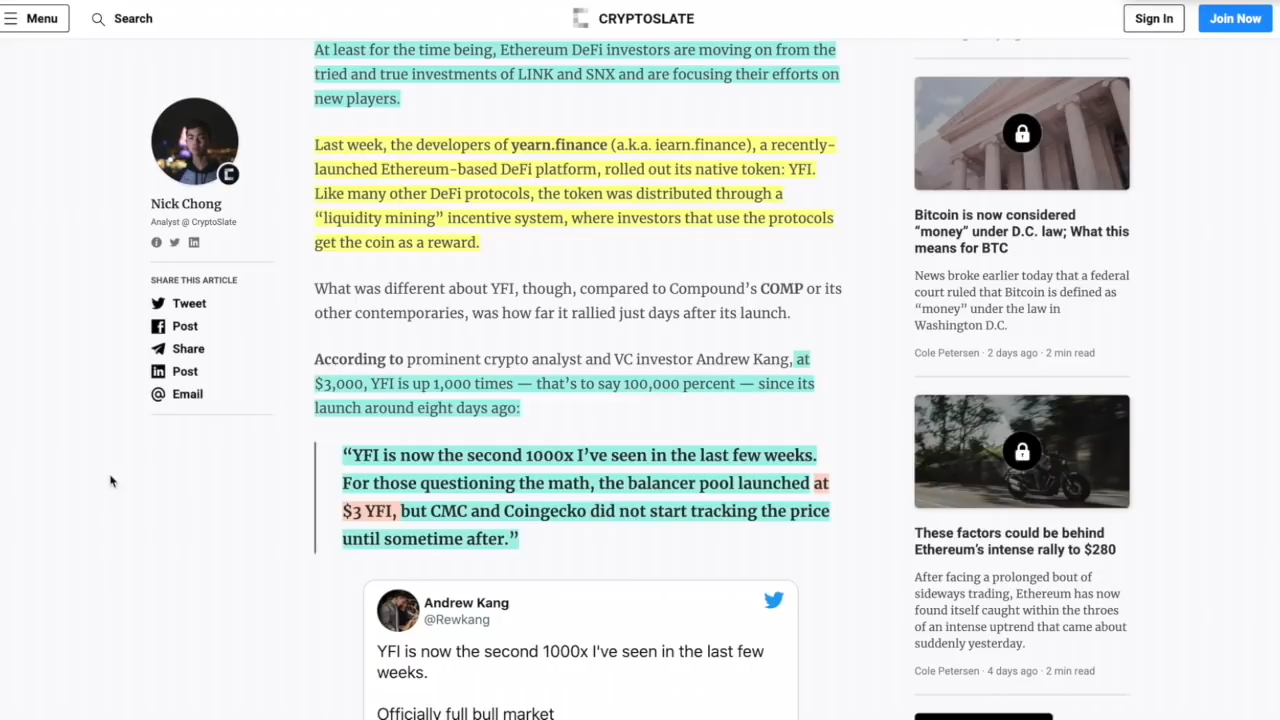 Menu
Search
CRYPTOSLATE
Sign In
Join Now
At least for the time being, Ethereum DeFi investors are moving on from the
tried and true investments of LINK and SNX and are focusing their efforts on
new players.
Last week, the developers of yearn.finance (a.k.a. iearn.finance), a recently-
launched Ethereum-based DeFi platform, rolled out its native token: YFI.
Like many other DeFi protocols, the token was distributed through a
“liquidity mining” incentive system, where investors that use the protocols
get the coin as a reward.
What was different about YFI, though, compared to Compound’s COMP or its
other contemporaries, was how far it rallied just days after its launch.
According to prominent crypto analyst and VC investor Andrew Kang, at
$3,000, YFI is up 1,000 times — that’s to say 100,000 percent — since its
launch around eight days ago:
“YFI is now the second 1000x I’ve seen in the last few weeks.
For those questioning the math, the balancer pool launched at
$3 YFI, but CMC and Coingecko did not start tracking the price
until sometime after.”
Andrew Kang
@Rewkang
YFI is now the second 1000x I've seen in the last few
weeks.
Officially full bull market
Nick Chong
Analyst @ CryptoSlate
SHARE THIS ARTICLE
Tweet
Post
Share
Post
Email
Bitcoin is now considered
“money” under D.C. law; What this
means for BTC
News broke earlier today that a federal
court ruled that Bitcoin is defined as
“money” under the law in
Washington D.C.
Cole Petersen · 2 days ago · 2 min read
These factors could be behind
Ethereum’s intense rally to $280
After facing a prolonged bout of
sideways trading, Ethereum has now
found itself caught within the throes
of an intense uptrend that came about
suddenly yesterday.
Cole Petersen · 4 days ago · 2 min read